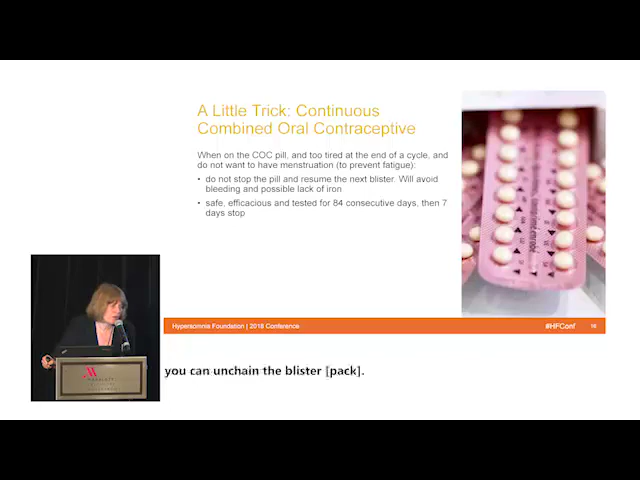 A Little Trick: Continuous
Combined Oral Contraceptive
When on the COC pill, and too tired at the end of a cycle, and
do not want to have menstruation (to prevent fatigue):
• do not stop the pill and resume the next blister. Will avoid
bleeding and possible lack of iron
• safe, efficacious and tested for 84 consecutive days, then 7
days stop
Hypersomnia Foundation | 2018 Conference
#HFConf
16
you can unchain the blister [pack].